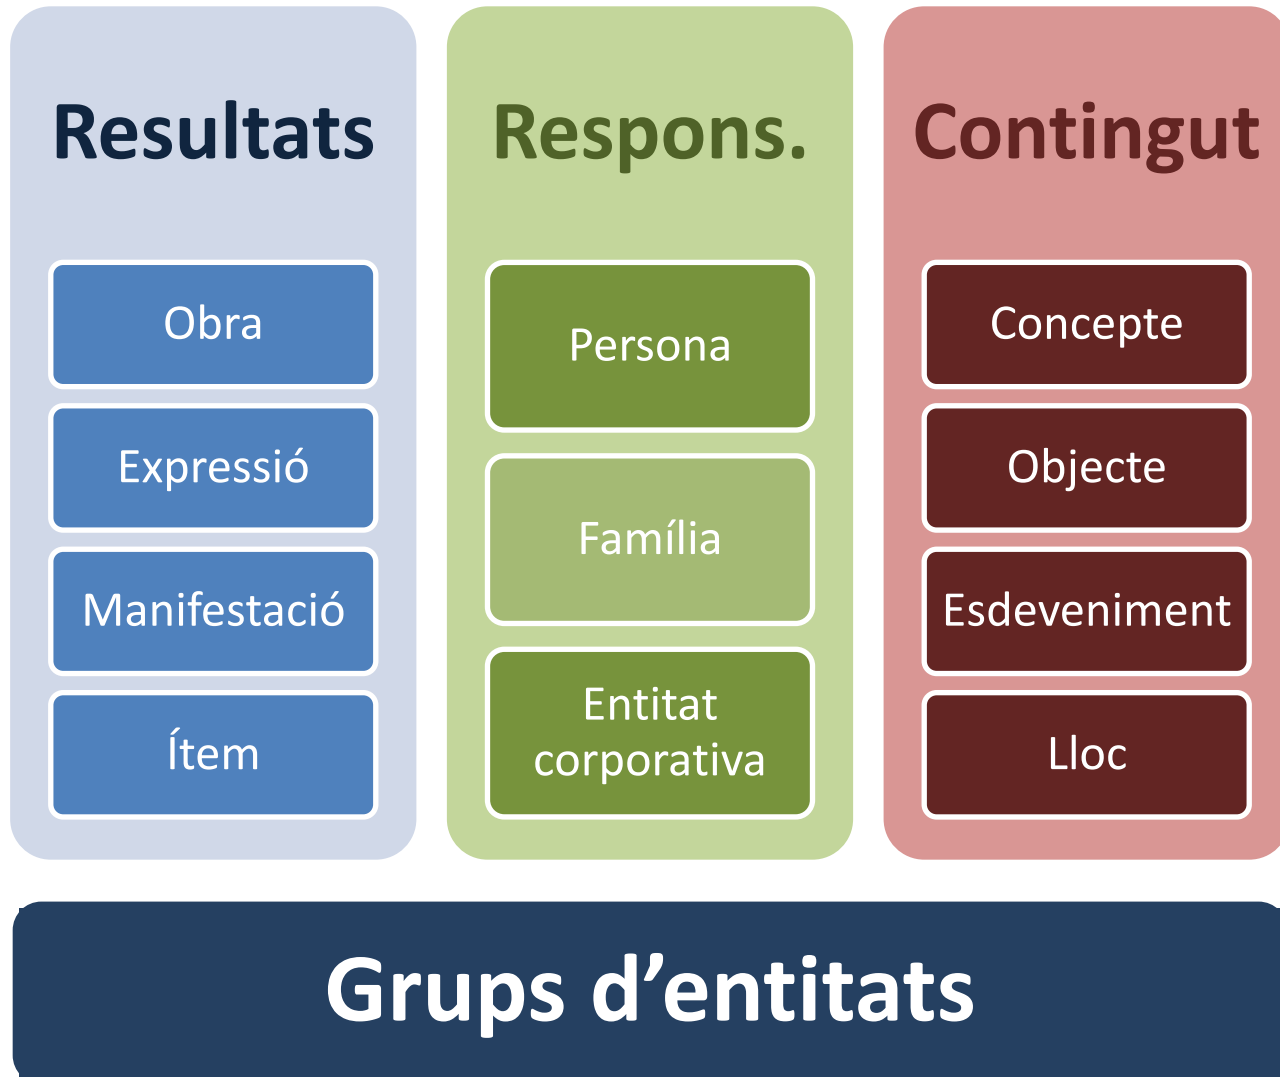 Resultats
Obra
Expressió
Manifestació
Ítem
Respons.
Persona
Família
Entitat
corporativa
Contingut
Concepte
Objecte
Esdeveniment
Lloc
Grups d’entitats